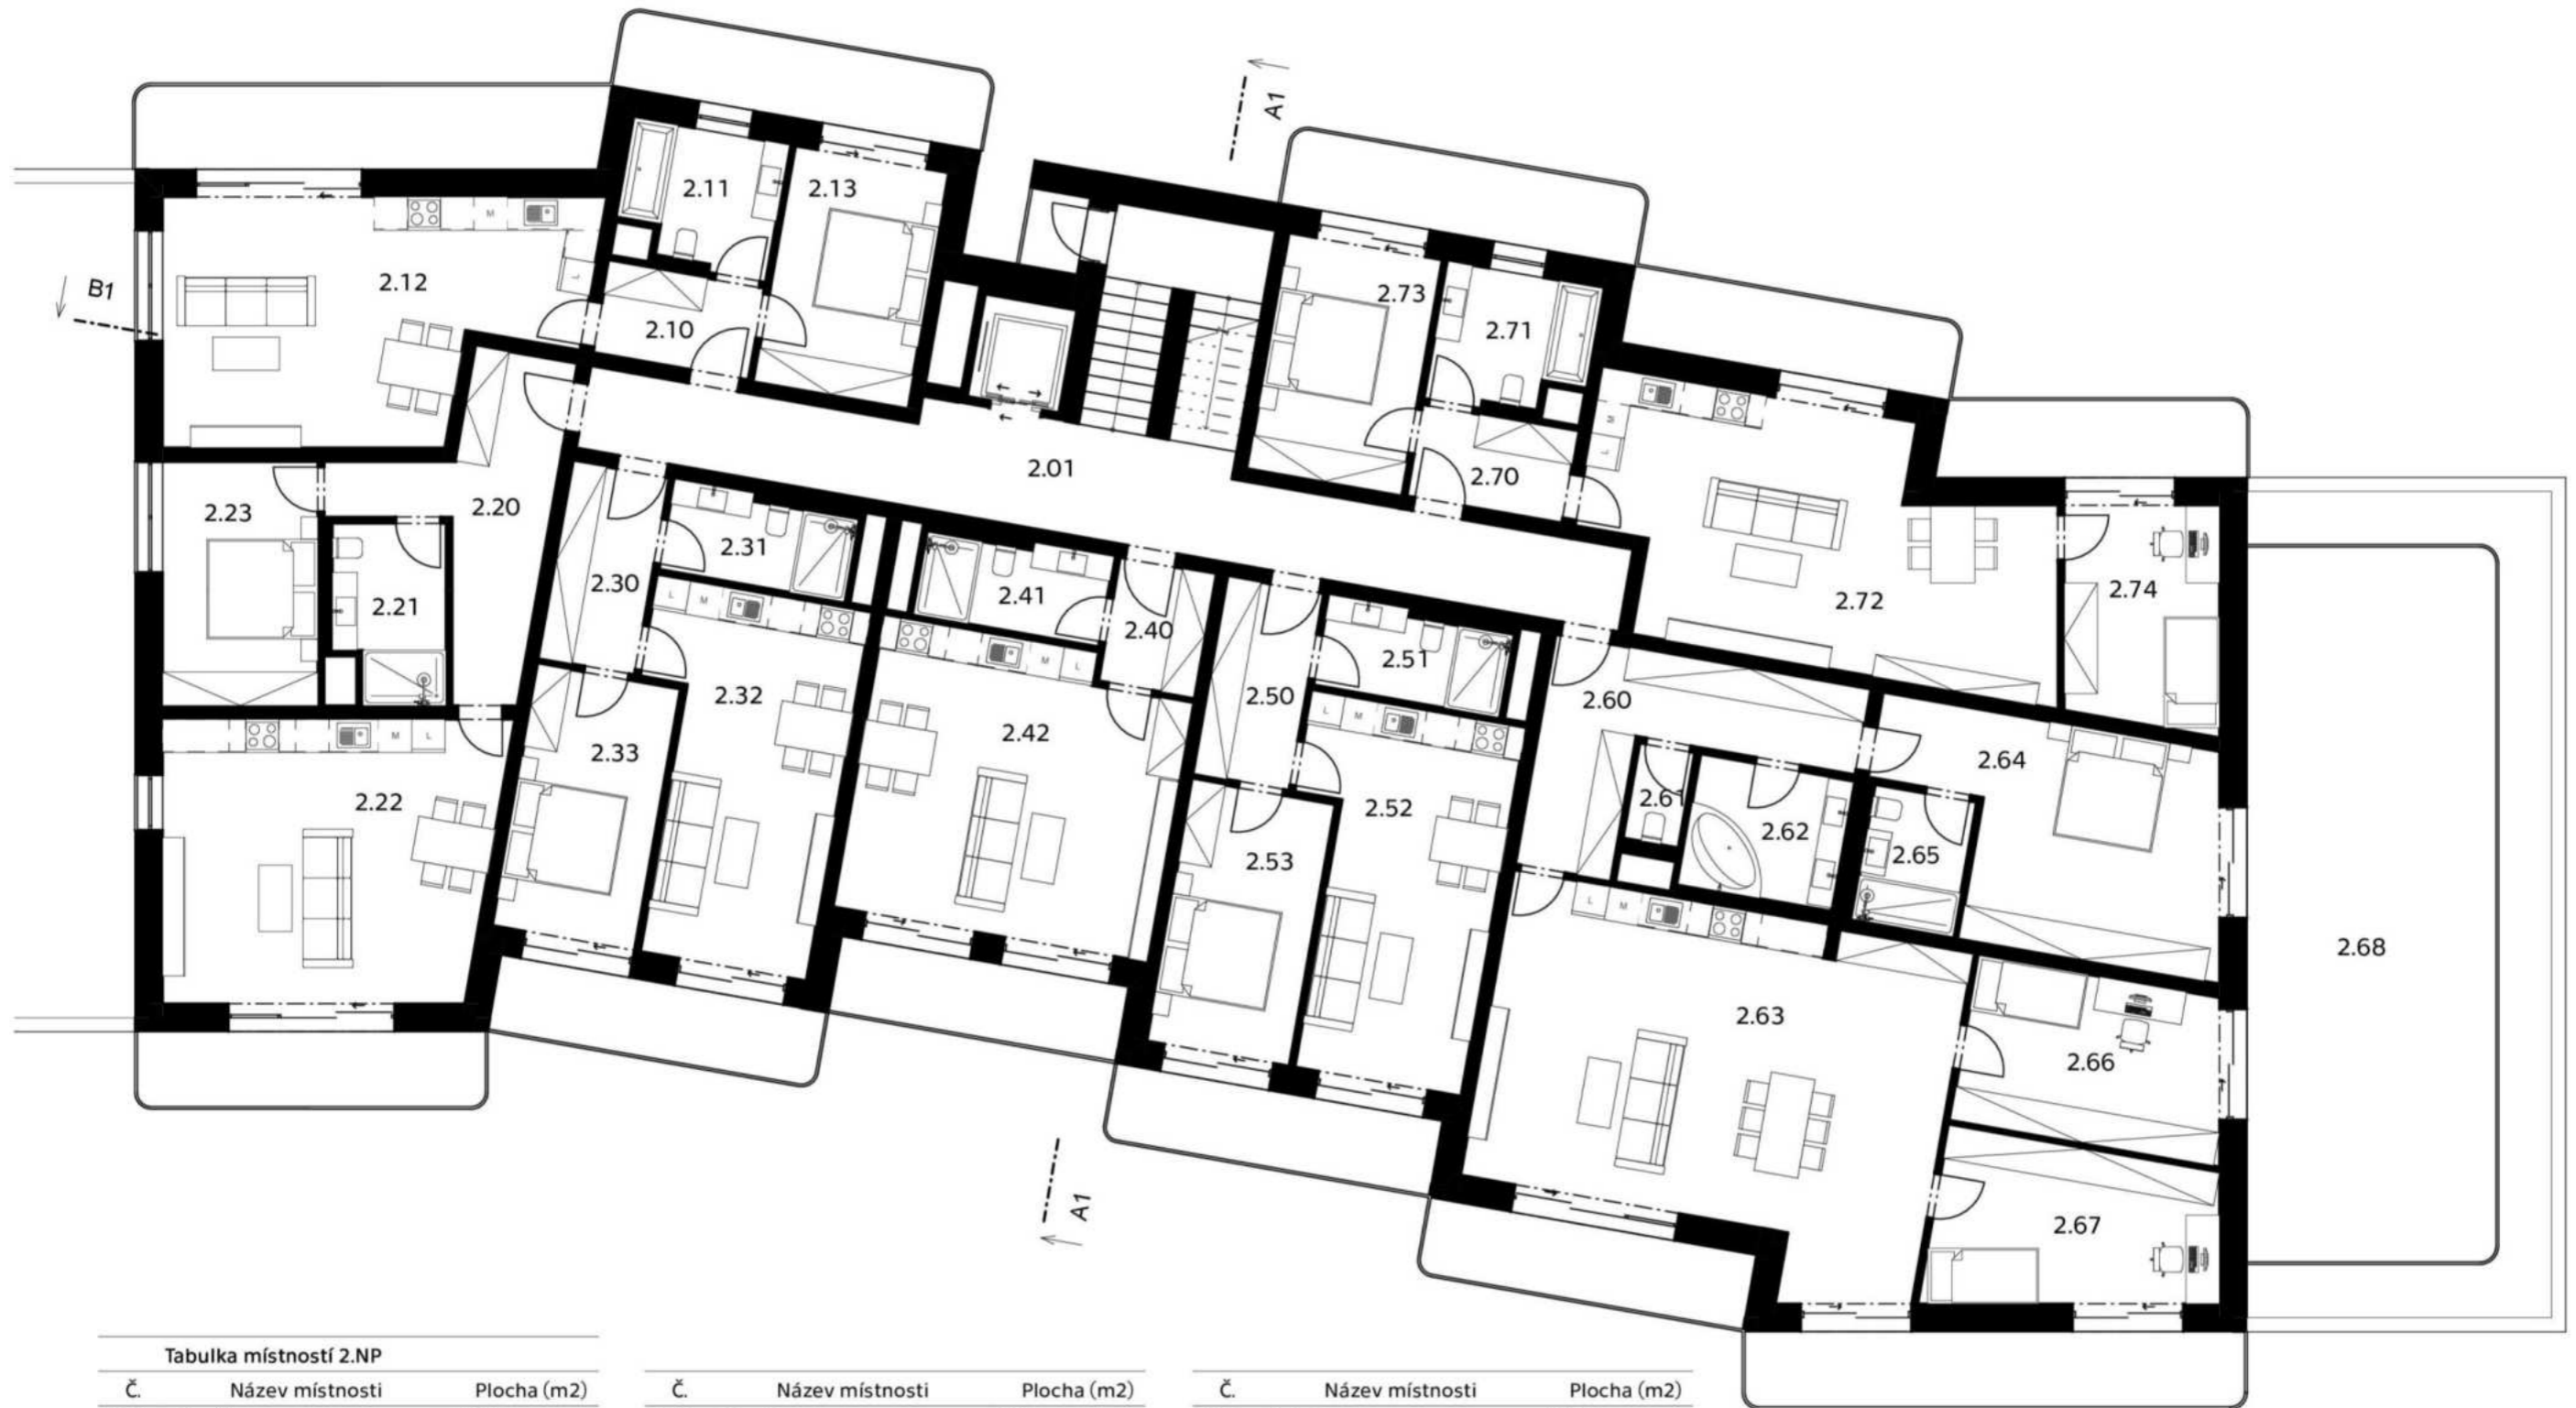 A1
B1
2.11
2.13
2.12
2.10
2.73
2.71
2.70
2.01
2.23
2.20
2.21
2.22
2.30
2.31
2.32
2.33
2.41
2.40
2.42
2.50
2.51
2.52
2.53
2.60
2.61
2.62
2.63
2.64
2.65
2.66
2.67
2.68
2.72
2.74
M
L
M
L
L
M
M
L
M
L
L
M
L
M
A1
Tabulka místností 2.NP
Č. Název místnosti Plocha (m2)
Č. Název místnosti Plocha (m2)
Č. Název místnosti Plocha (m2)